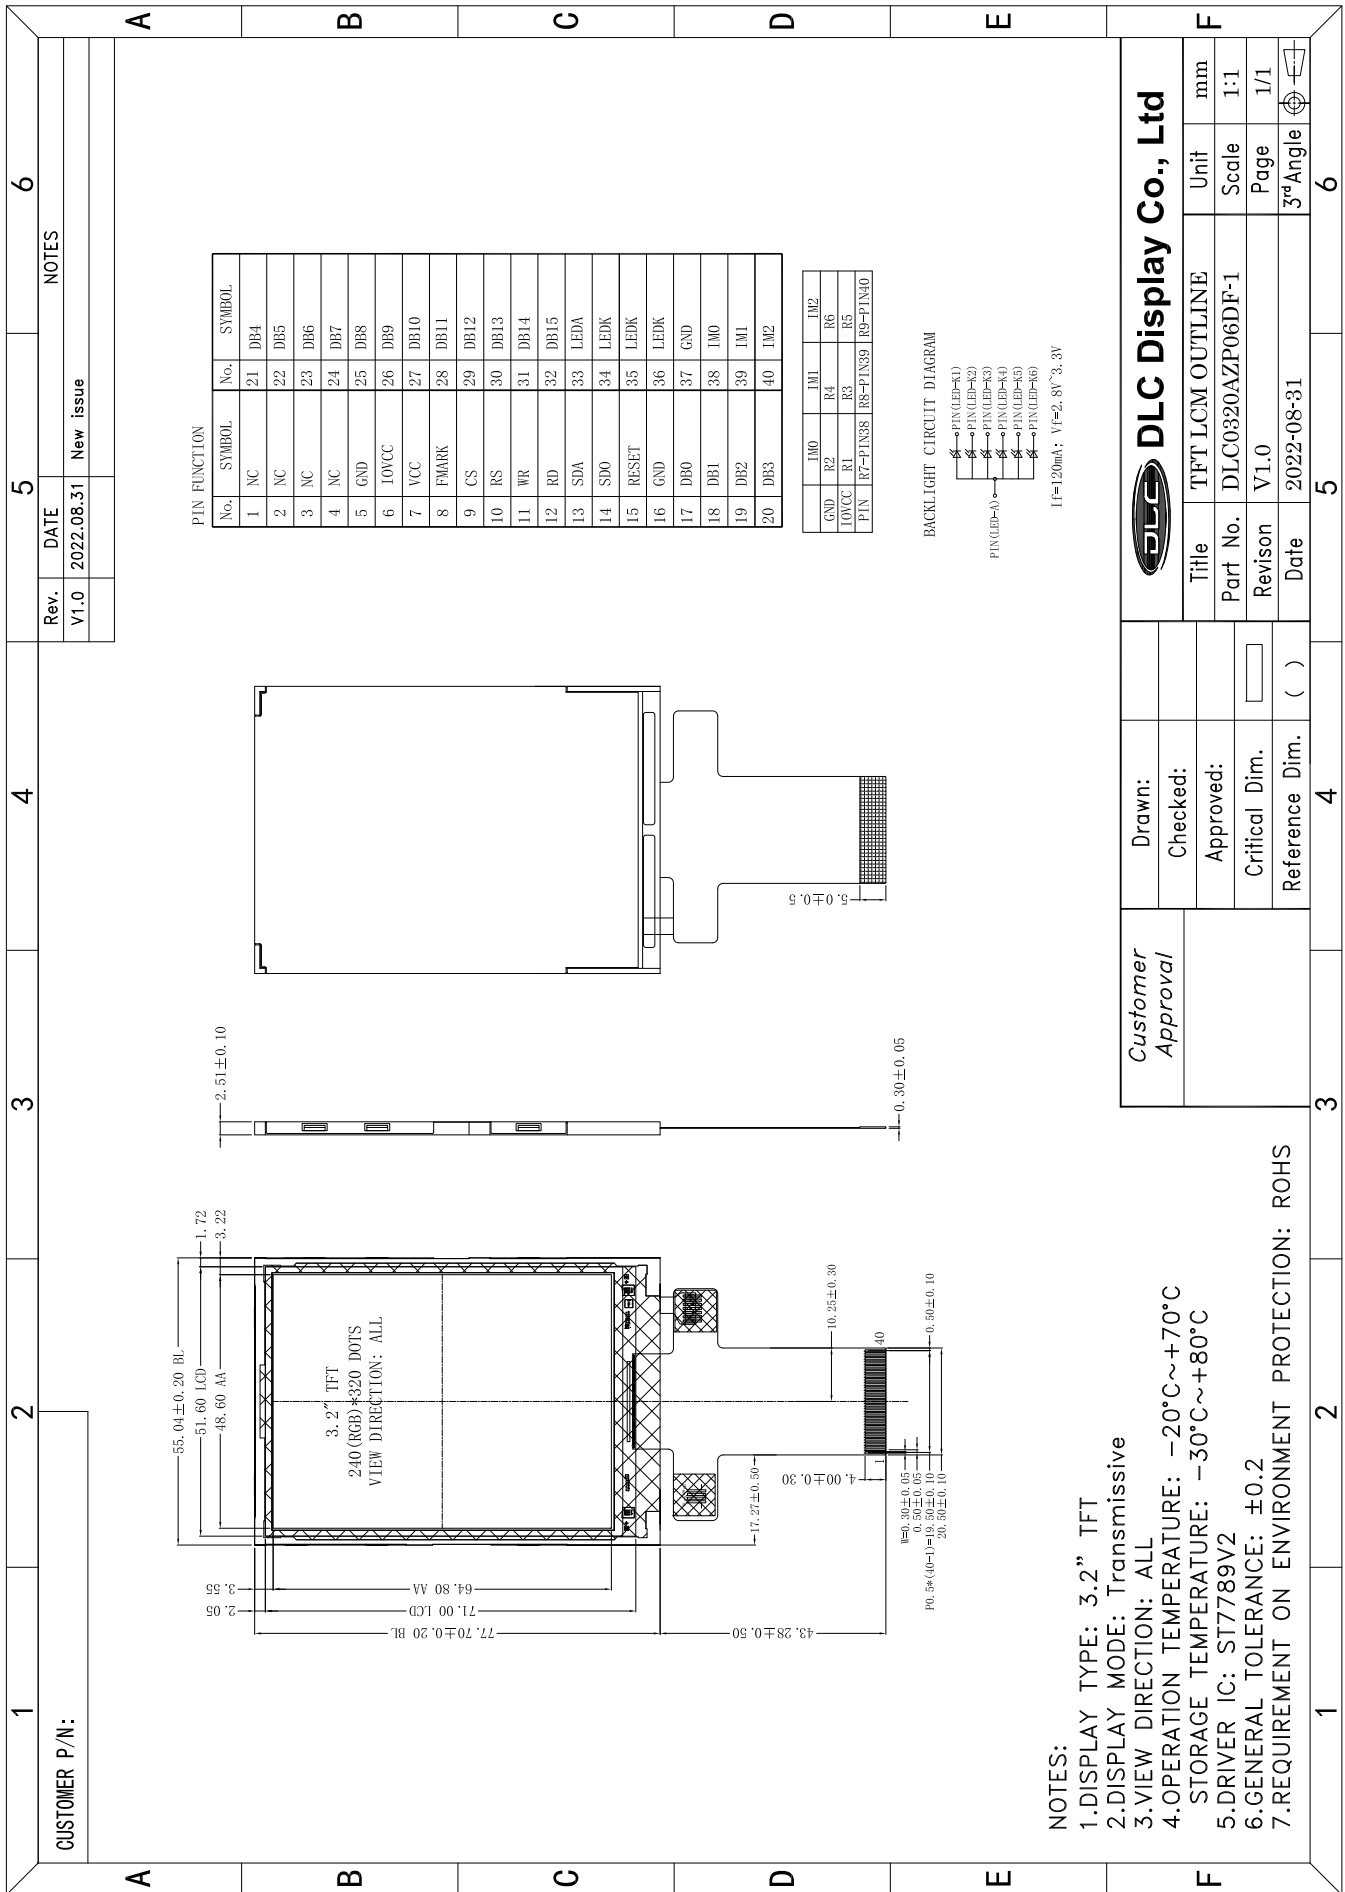 1
2
3
4
5
6
A
B
C
D
E
F
CUSTOMER P/N:
Rev.
DATE
NOTES
V1.0
2022.08.31
New issue
55.04±0.20 BL
51.60 LCD
1.72
48.60 AA
3.22
3.2" TFT
240(RGB)*320 DOTS
VIEW DIRECTION: ALL
3.55
2.05
64.80 AA
71.00 LCD
77.70±0.20 BL
43.28±0.50
17.27±0.50
10.25±0.30
4.00±0.30
1
40
W=0.30±0.05
0.50±0.05
P0.5*(40-1)=19.50±0.10
20.50±0.10
0.50±0.10
2.51±0.10
0.30±0.05
5.0±0.5
PIN FUNCTION
No. SYMBOL No. SYMBOL
1 NC 21 DB4
2 NC 22 DB5
3 NC 23 DB6
4 NC 24 DB7
5 GND 25 DB8
6 IOVCC 26 DB9
7 VCC 27 DB10
8 FMARK 28 DB11
9 CS 29 DB12
10 RS 30 DB13
11 WR 31 DB14
12 RD 32 DB15
13 SDA 33 LEDA
14 SDO 34 LEDK
15 RESET 35 LEDK
16 GND 36 LEDK
17 DB0 37 GND
18 DB1 38 IM0
19 DB2 39 IM1
20 DB3 40 IM2
IM0 IM1 IM2
GND R2 R4 R6
IOVCC R1 R3 R5
PIN R7-PIN38 R8-PIN39 R9-PIN40
BACKLIGHT CIRCUIT DIAGRAM
PIN(LED-A)
PIN(LED-K1)
PIN(LED-K2)
PIN(LED-K3)
PIN(LED-K4)
PIN(LED-K5)
PIN(LED-K6)
If=120mA; Vf=2.8V~3.3V
NOTES:
1.DISPLAY TYPE: 3.2" TFT
2.DISPLAY MODE: Transmissive
3.VIEW DIRECTION: ALL
4.OPERATION TEMPERATURE: -20°C~+70°C
STORAGE TEMPERATURE: -30°C~+80°C
5.DRIVER IC: ST7789V2
6.GENERAL TOLERANCE: ±0.2
7.REQUIREMENT ON ENVIRONMENT PROTECTION: ROHS
Customer
Approval
Drawn:
Checked:
Approved:
Critical Dim.
Reference Dim. ( )
DLC DLC Display Co., Ltd
Title TFT LCM OUTLINE Unit mm
Part No. DLC0320AZP06DF-1 Scale 1:1
Revison V1.0 Page 1/1
Date 2022-08-31 3rd Angle
A
B
C
D
E
F
1
2
3
4
5
6